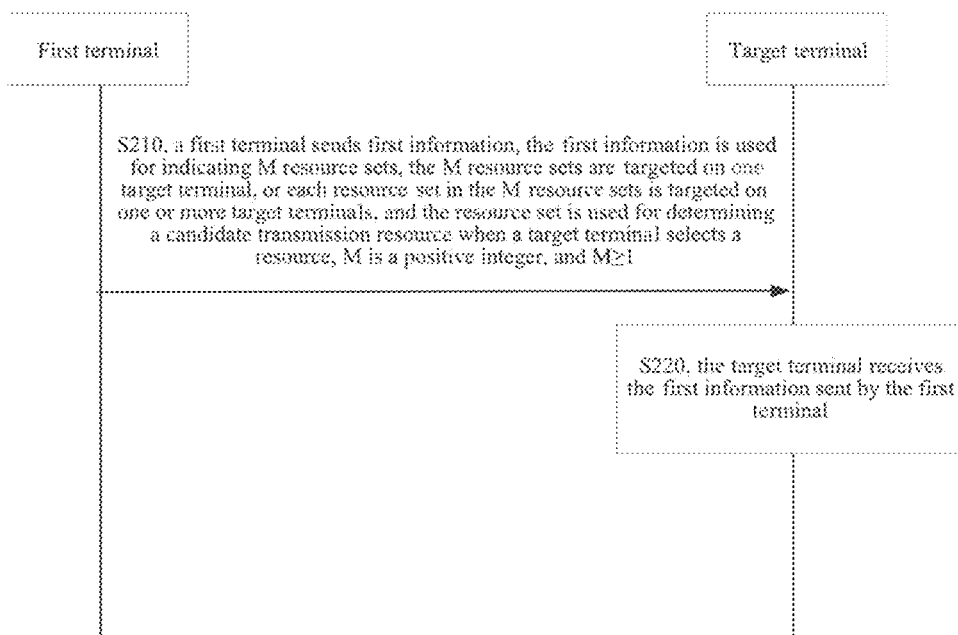 First terminal
Target terminal
S210, a first terminal sends first information, the first information is used
for indicating M resource sets, the M resource sets are targeted on one
target terminal, or each resource set in the M resource sets is targeted on
one or more target terminals, and the resource set is used for determining
a candidate transmission resource when a target terminal selects a
resource, M is a positive integer, and M≥1
S220, the target terminal receives
the first information sent by the first
terminal